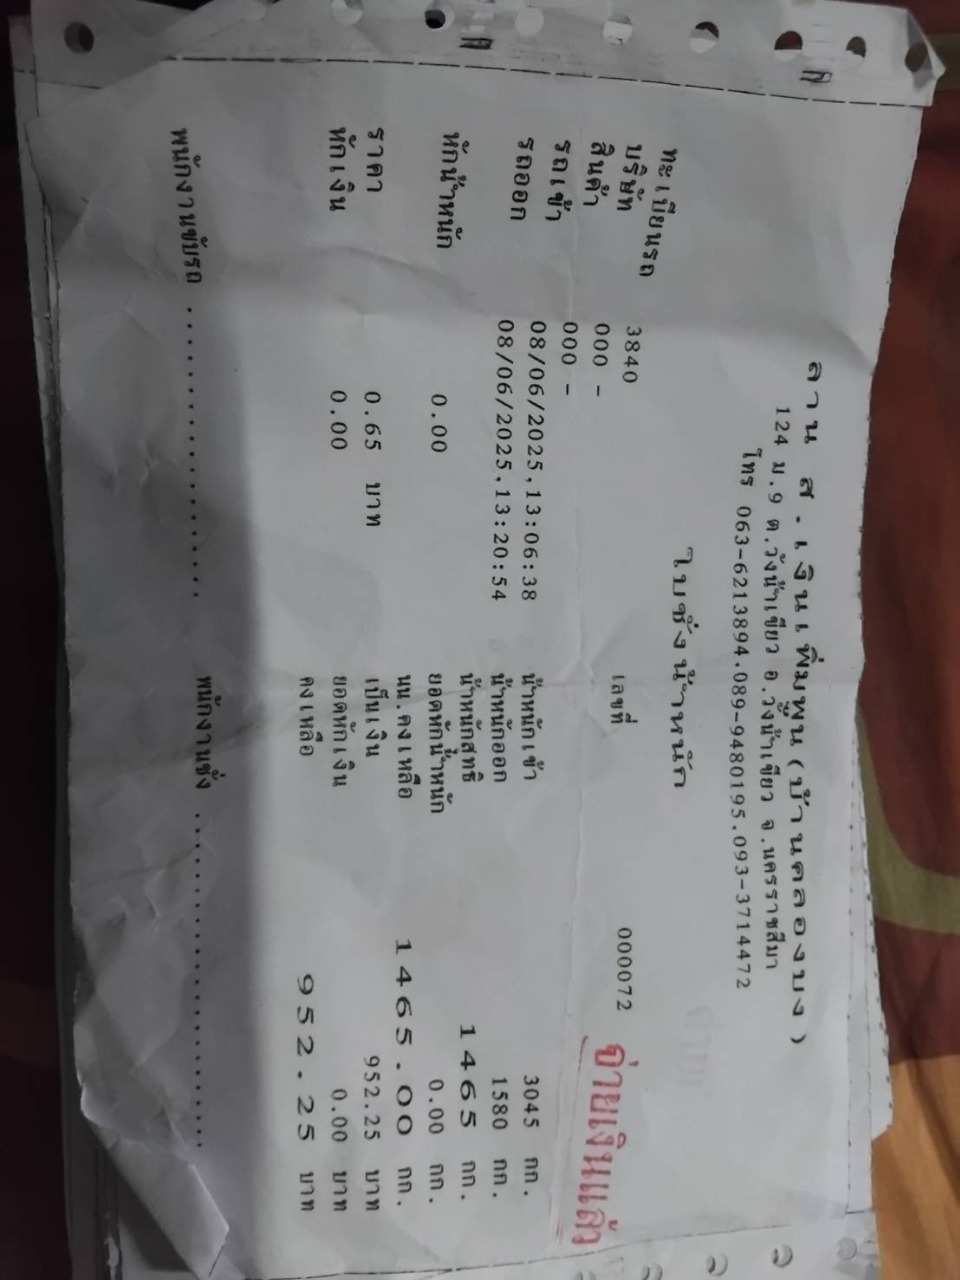 ลาน ส.เงินเพิ่มพูน(บ้านคลองบง)
124 ม.9 ต.วังน้ำเขียว อ.วังน้ำเขียว จ.นครราชสีมา
โทร 063-6213894.089-9480195.093-3714472
ใบชั่งน้ำหนัก
ทะเบียนรถ 3840 เลขที่ 000072
บริษัท 000 -
สินค้า 000 -
จ่ายเงินแล้ว
รถเข้า 08/06/2025,13:06:38 น้ำหนักเข้า 3045 กก.
รถออก 08/06/2025,13:20:54 น้ำหนักออก 1580 กก.
น้ำหนักสุทธิ 1465 กก.
หักน้ำหนัก 0.00 ยอดหักน้ำหนัก 0.00 กก.
นน.คงเหลือ 1465.00 กก.
ราคา 0.65 บาท เป็นเงิน 952.25 บาท
หักเงิน 0.00 ยอดหักเงิน 0.00 บาท
คงเหลือ 952.25 บาท
พนักงานขับรถ .......................... พนักงานชั่ง ..............................